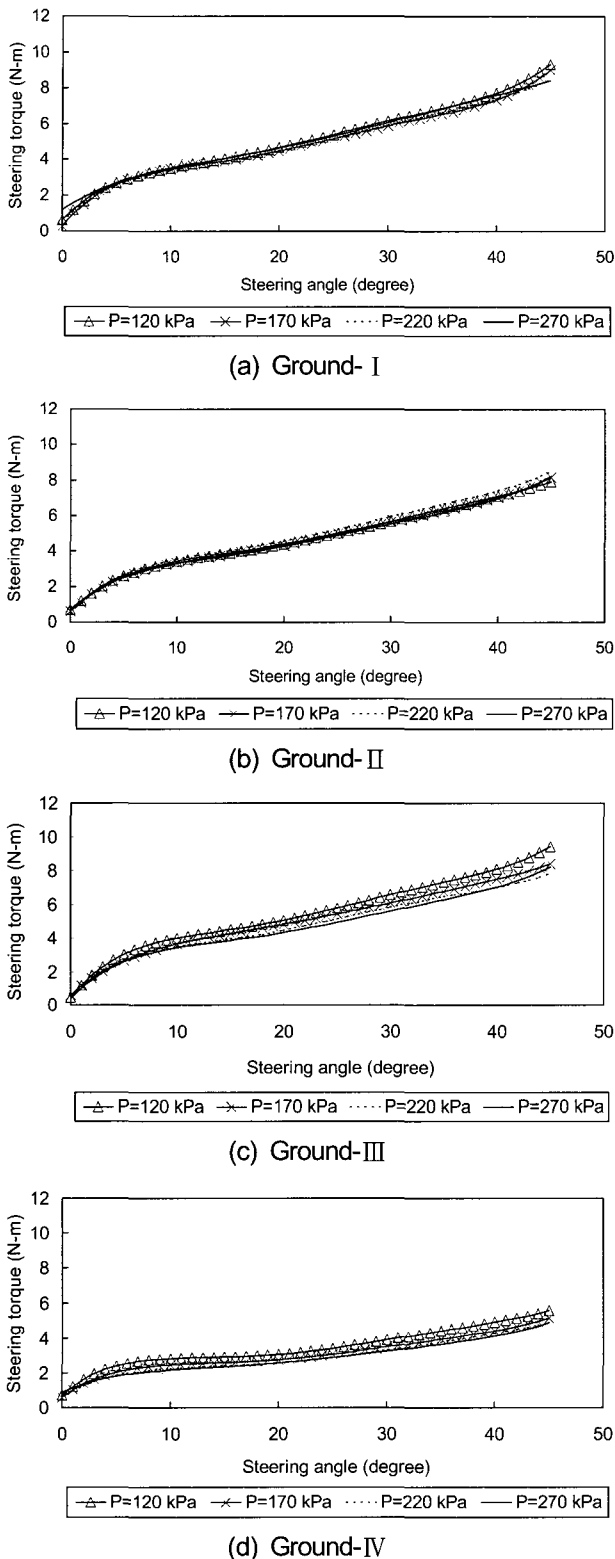 Steering torque (N-m)
12
10
8
6
4
2
0
0 10 20 30 40 50
Steering angle (degree)
P=120 kPa P=170 kPa P=220 kPa P=270 kPa
(a) Ground-Ⅰ
Steering torque (N-m)
12
10
8
6
4
2
0
0 10 20 30 40 50
Steering angle (degree)
P=120 kPa P=170 kPa P=220 kPa P=270 kPa
(b) Ground-Ⅱ
Steering torque (N-m)
12
10
8
6
4
2
0
0 10 20 30 40 50
Steering angle (degree)
P=120 kPa P=170 kPa P=220 kPa P=270 kPa
(c) Ground-Ⅲ
Steering torque (N-m)
12
10
8
6
4
2
0
0 10 20 30 40 50
Steering angle (degree)
P=120 kPa P=170 kPa P=220 kPa P=270 kPa
(d) Ground-Ⅳ